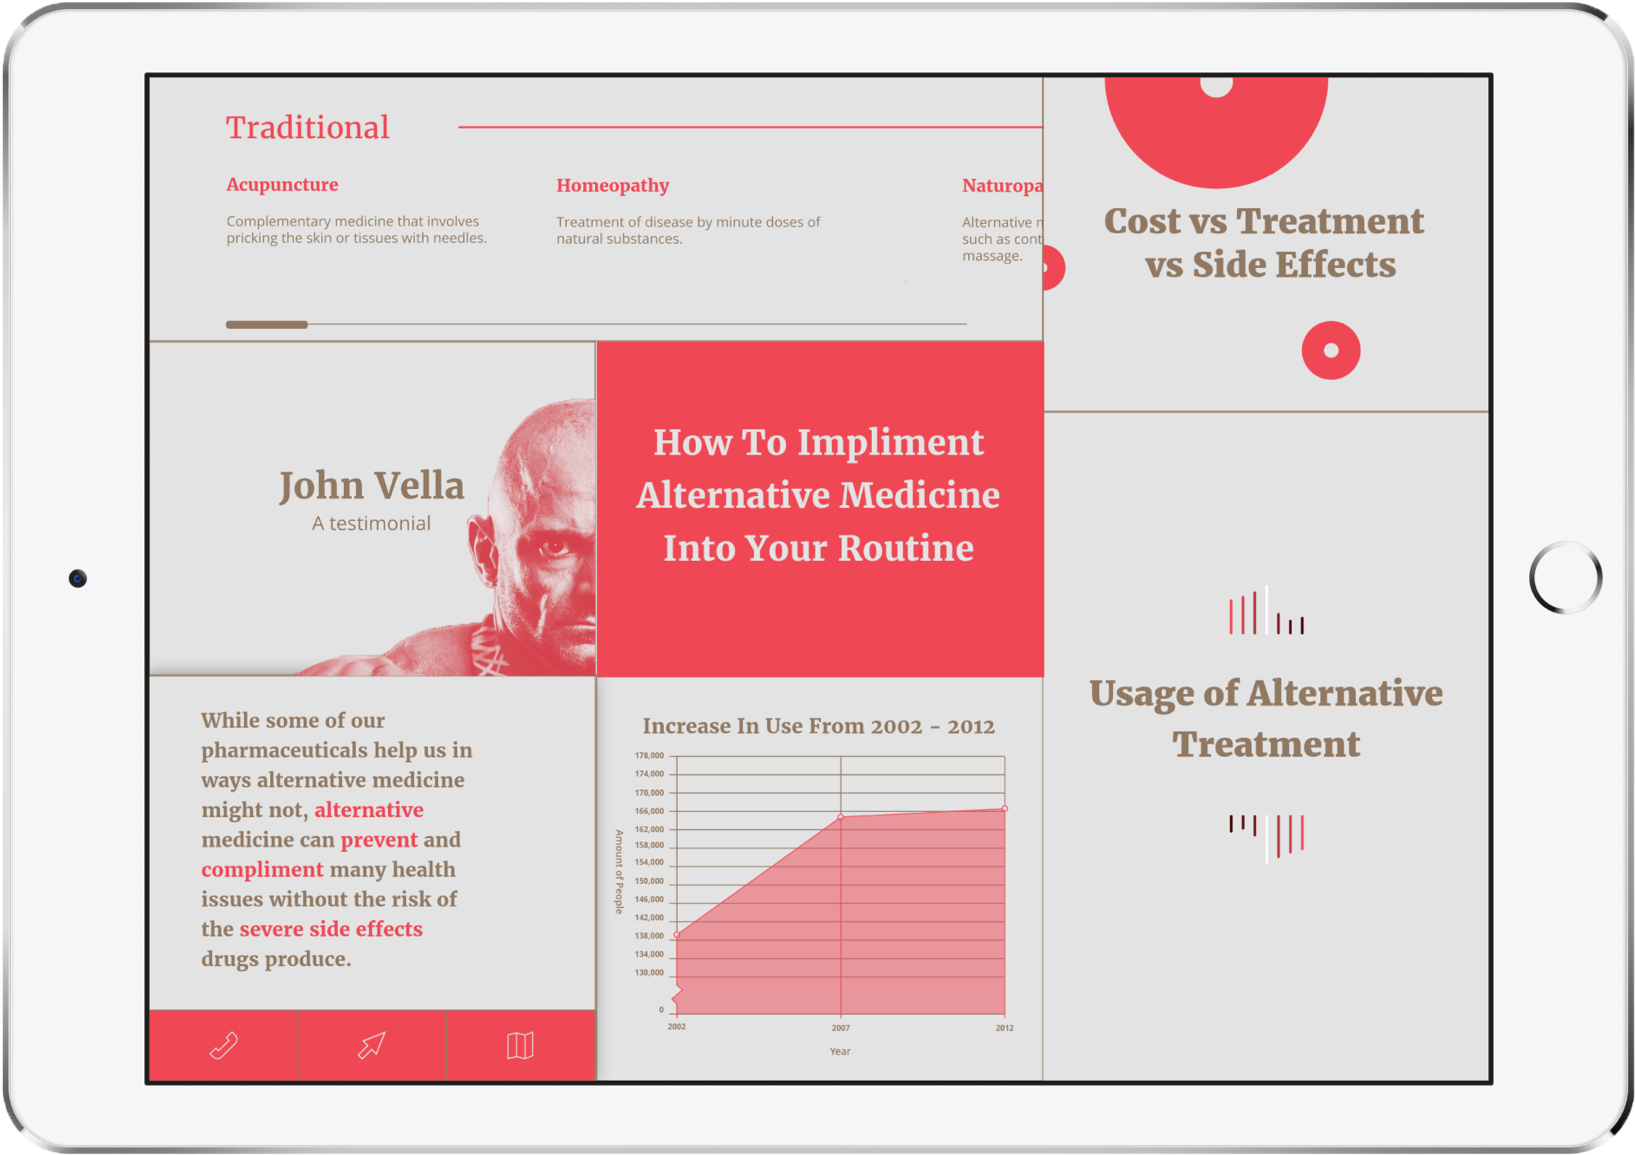 Traditional
Acupuncture
Complementary medicine that involves
pricking the skin or tissues with needles.
Homeopathy
Treatment of disease by minute doses of
natural substances.
Naturopa
Alternative
such as cont
massage.
Cost vs Treatment
vs Side Effects
John Vella
A testimonial
How To Impliment
Alternative Medicine
Into Your Routine
While some of our
pharmaceuticals help us in
ways alternative medicine
might not, alternative
medicine can prevent and
compliment many health
issues without the risk of
the severe side effects
drugs produce.
Increase In Use From 2002 - 2012
178,000
174,000
170,000
166,000
162,000
158,000
154,000
150,000
146,000
142,000
138,000
134,000
130,000
0
Amount of People
2002
2007
2012
Year
Usage of Alternative
Treatment